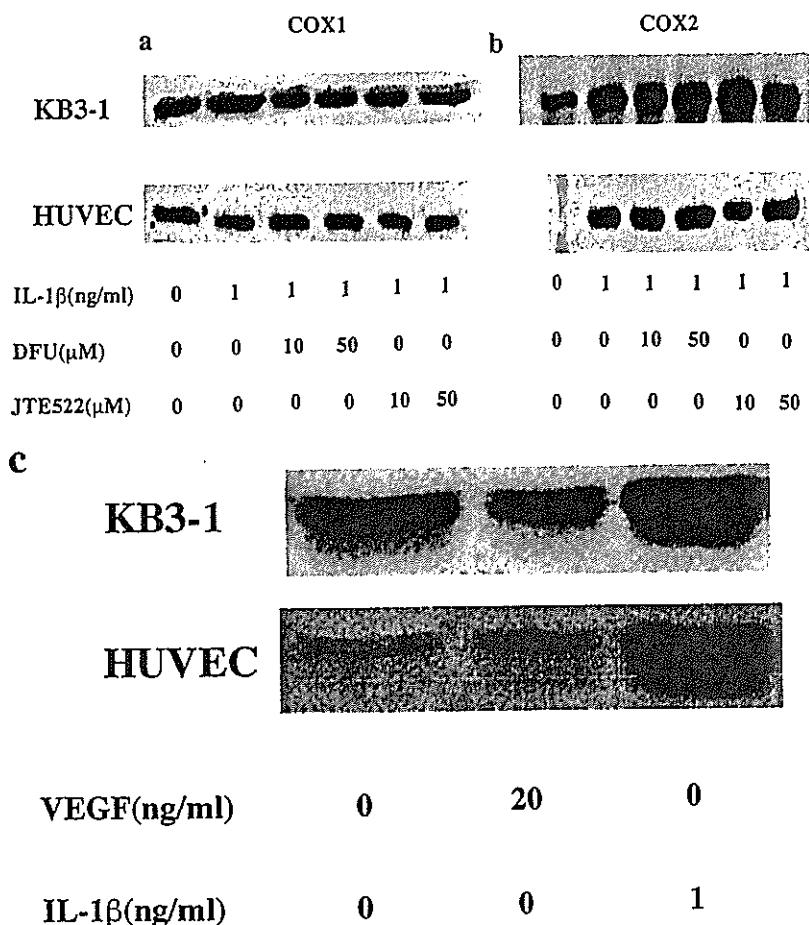 COX1 COX2
a b
KB3-1
HUVEC
IL-1β(ng/ml) 0 1 1 1 1 1 0 1 1 1 1 1
DFU(μM) 0 0 10 50 0 0 0 0 10 50 0 0
JTE522(μM) 0 0 0 0 10 50 0 0 0 0 10 50
c
KB3-1
HUVEC
VEGF(ng/ml) 0 20 0
IL-1β(ng/ml) 0 0 1